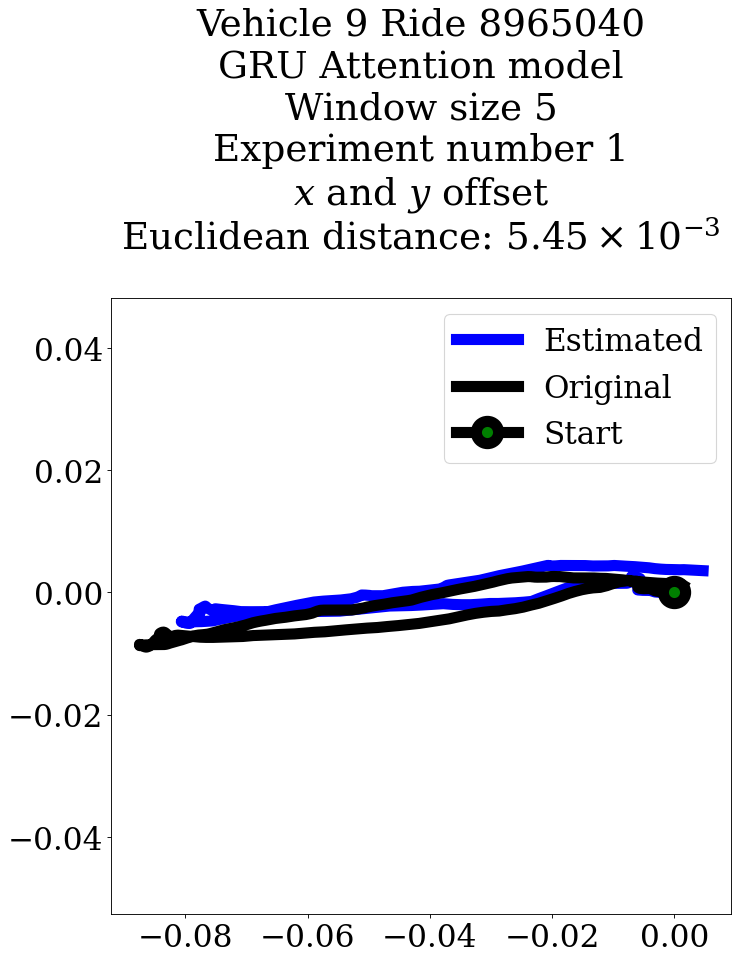 Vehicle 9 Ride 8965040
GRU Attention model
Window size 5
Experiment number 1
x and y offset
Euclidean distance: 5.45 × 10⁻³
Estimated
Original
Start
0.04
0.02
0.00
−0.02
−0.04
−0.08 −0.06 −0.04 −0.02 0.00